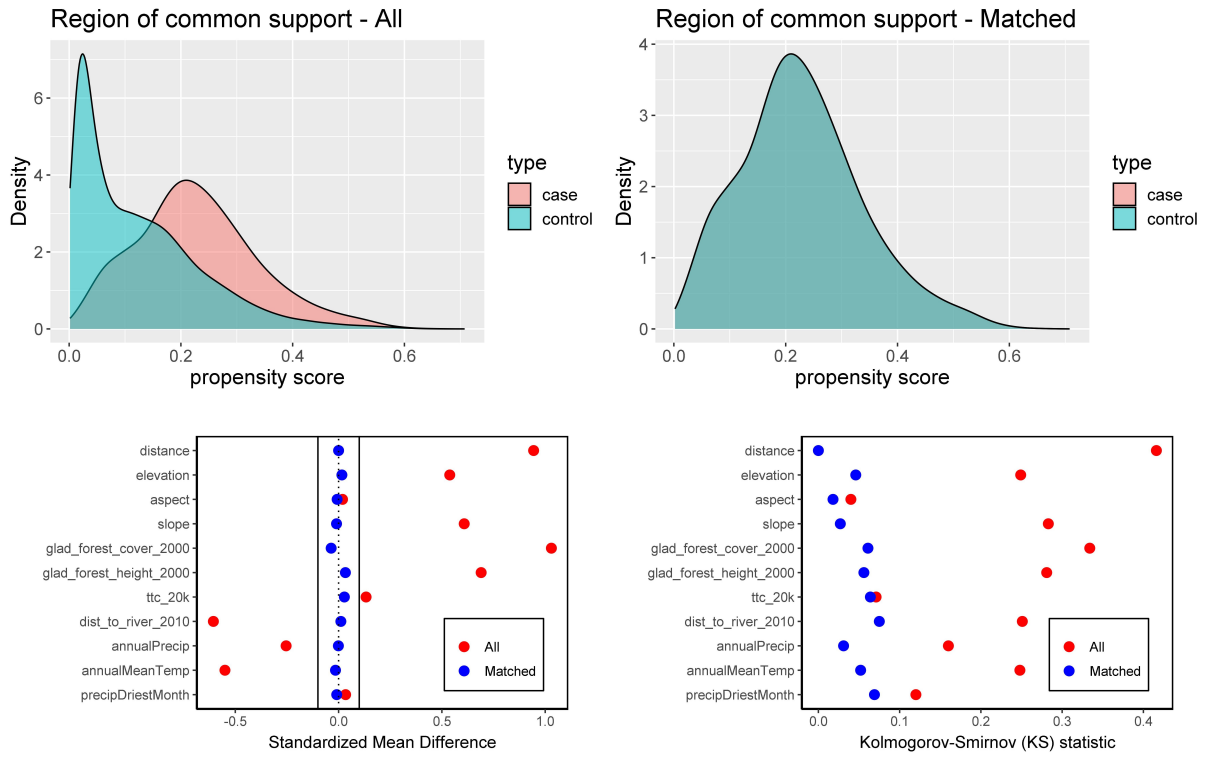 Region of common support - All
Density
6
4
2
0
0.0 0.2 0.4 0.6
propensity score
type
case
control
Region of common support - Matched
Density
4
3
2
1
0
0.0 0.2 0.4 0.6
propensity score
type
case
control
distance
elevation
aspect
slope
glad_forest_cover_2000
glad_forest_height_2000
ttc_20k
dist_to_river_2010
annualPrecip
annualMeanTemp
precipDriestMonth
All
Matched
-0.5 0.0 0.5 1.0
Standardized Mean Difference
distance
elevation
aspect
slope
glad_forest_cover_2000
glad_forest_height_2000
ttc_20k
dist_to_river_2010
annualPrecip
annualMeanTemp
precipDriestMonth
All
Matched
0.0 0.1 0.2 0.3 0.4
Kolmogorov-Smirnov (KS) statistic